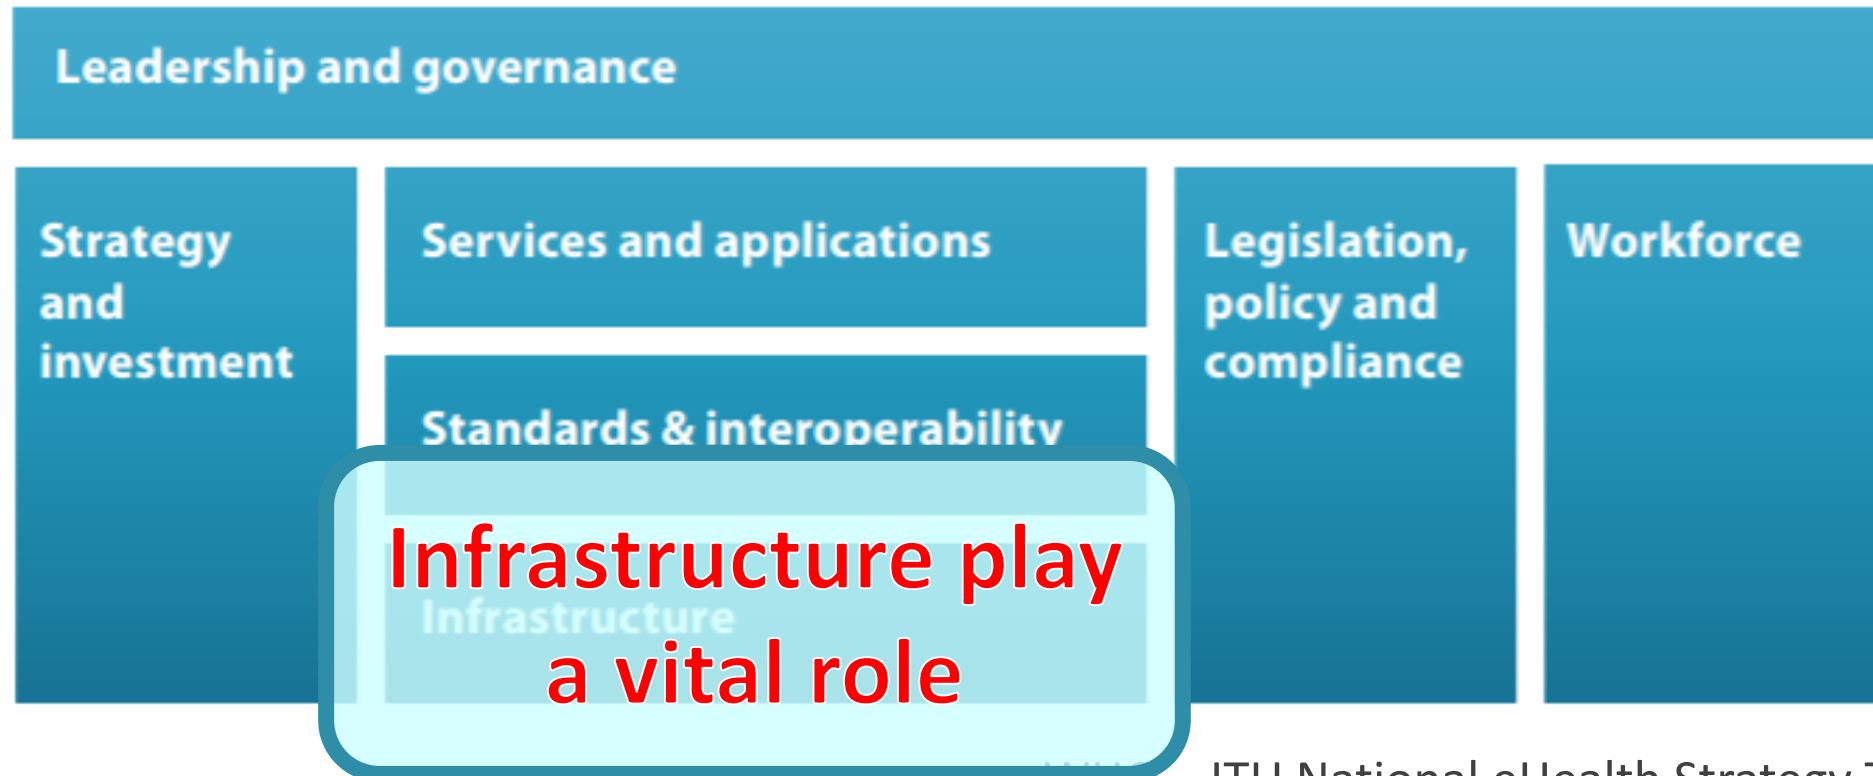 Leadership and governance
Strategy
and
investment
Services and applications
Standards & interoperability
Infrastructure
Legislation,
policy and
compliance
Workforce
Infrastructure play
a vital role
ITU National eHealth Strategy